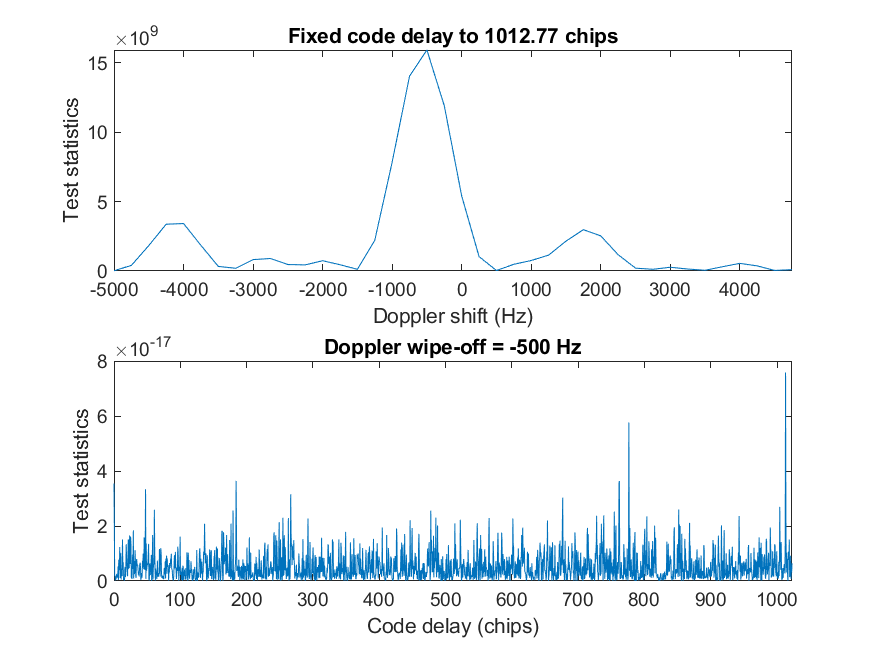 ×10⁹
Fixed code delay to 1012.77 chips
15
10
5
0
Test statistics
-5000 -4000 -3000 -2000 -1000 0 1000 2000 3000 4000
Doppler shift (Hz)
×10⁻¹⁷
Doppler wipe-off = -500 Hz
8
6
4
2
0
Test statistics
0 100 200 300 400 500 600 700 800 900 1000
Code delay (chips)